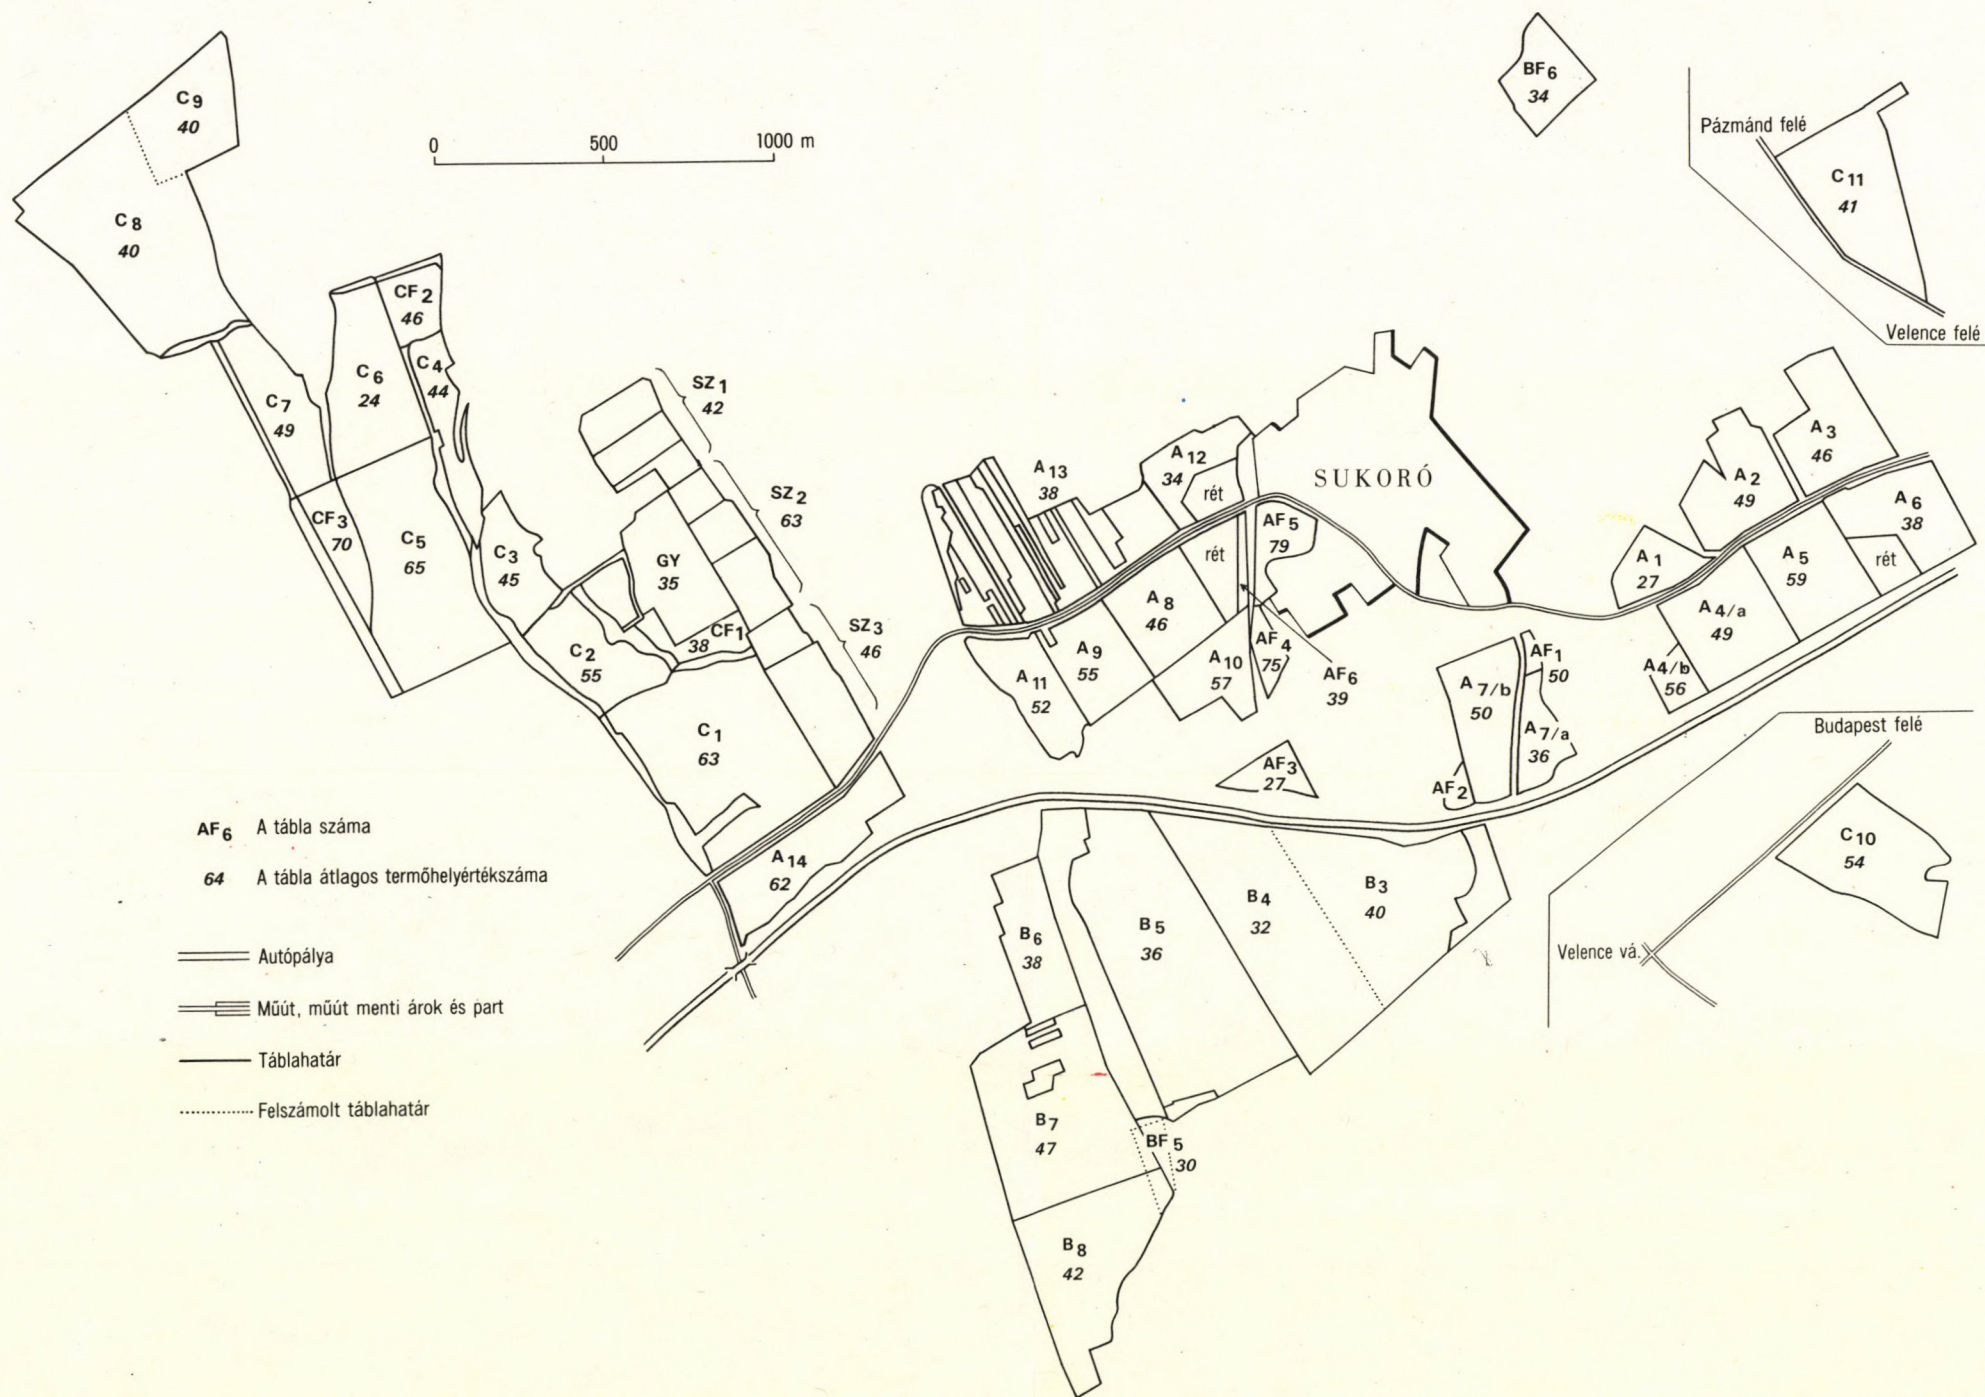 BF6
34
C9
40
0 500 1000 m
Pázmánd felé
C11
41
Velence felé
C8
40
CF2
46
C4
44
C6
24
C7
49
SZ1
42
SZ2
63
SZ3
46
CF3
70
C5
65
C3
45
GY
35
CF1
38
C2
55
C1
63
A13
38
A12
34
rét
SUKORÓ
AF5
79
rét
A8
46
A9
55
A11
52
A10
57
AF4
75
AF6
39
A3
46
A2
49
A6
38
A1
27
A5
59
rét
A4/a
49
A4/b
56
AF1
50
A7/b
50
A7/a
36
AF2
AF3
27
Budapest felé
C10
54
Velence vá.
A14
62
B3
40
B4
32
B5
36
B6
38
B7
47
BF5
30
B8
42
AF6 A tábla száma
64 A tábla átlagos termőhelyértékszáma
Autópálya
Műút, műút menti árok és part
Táblahatár
Felszámolt táblahatár